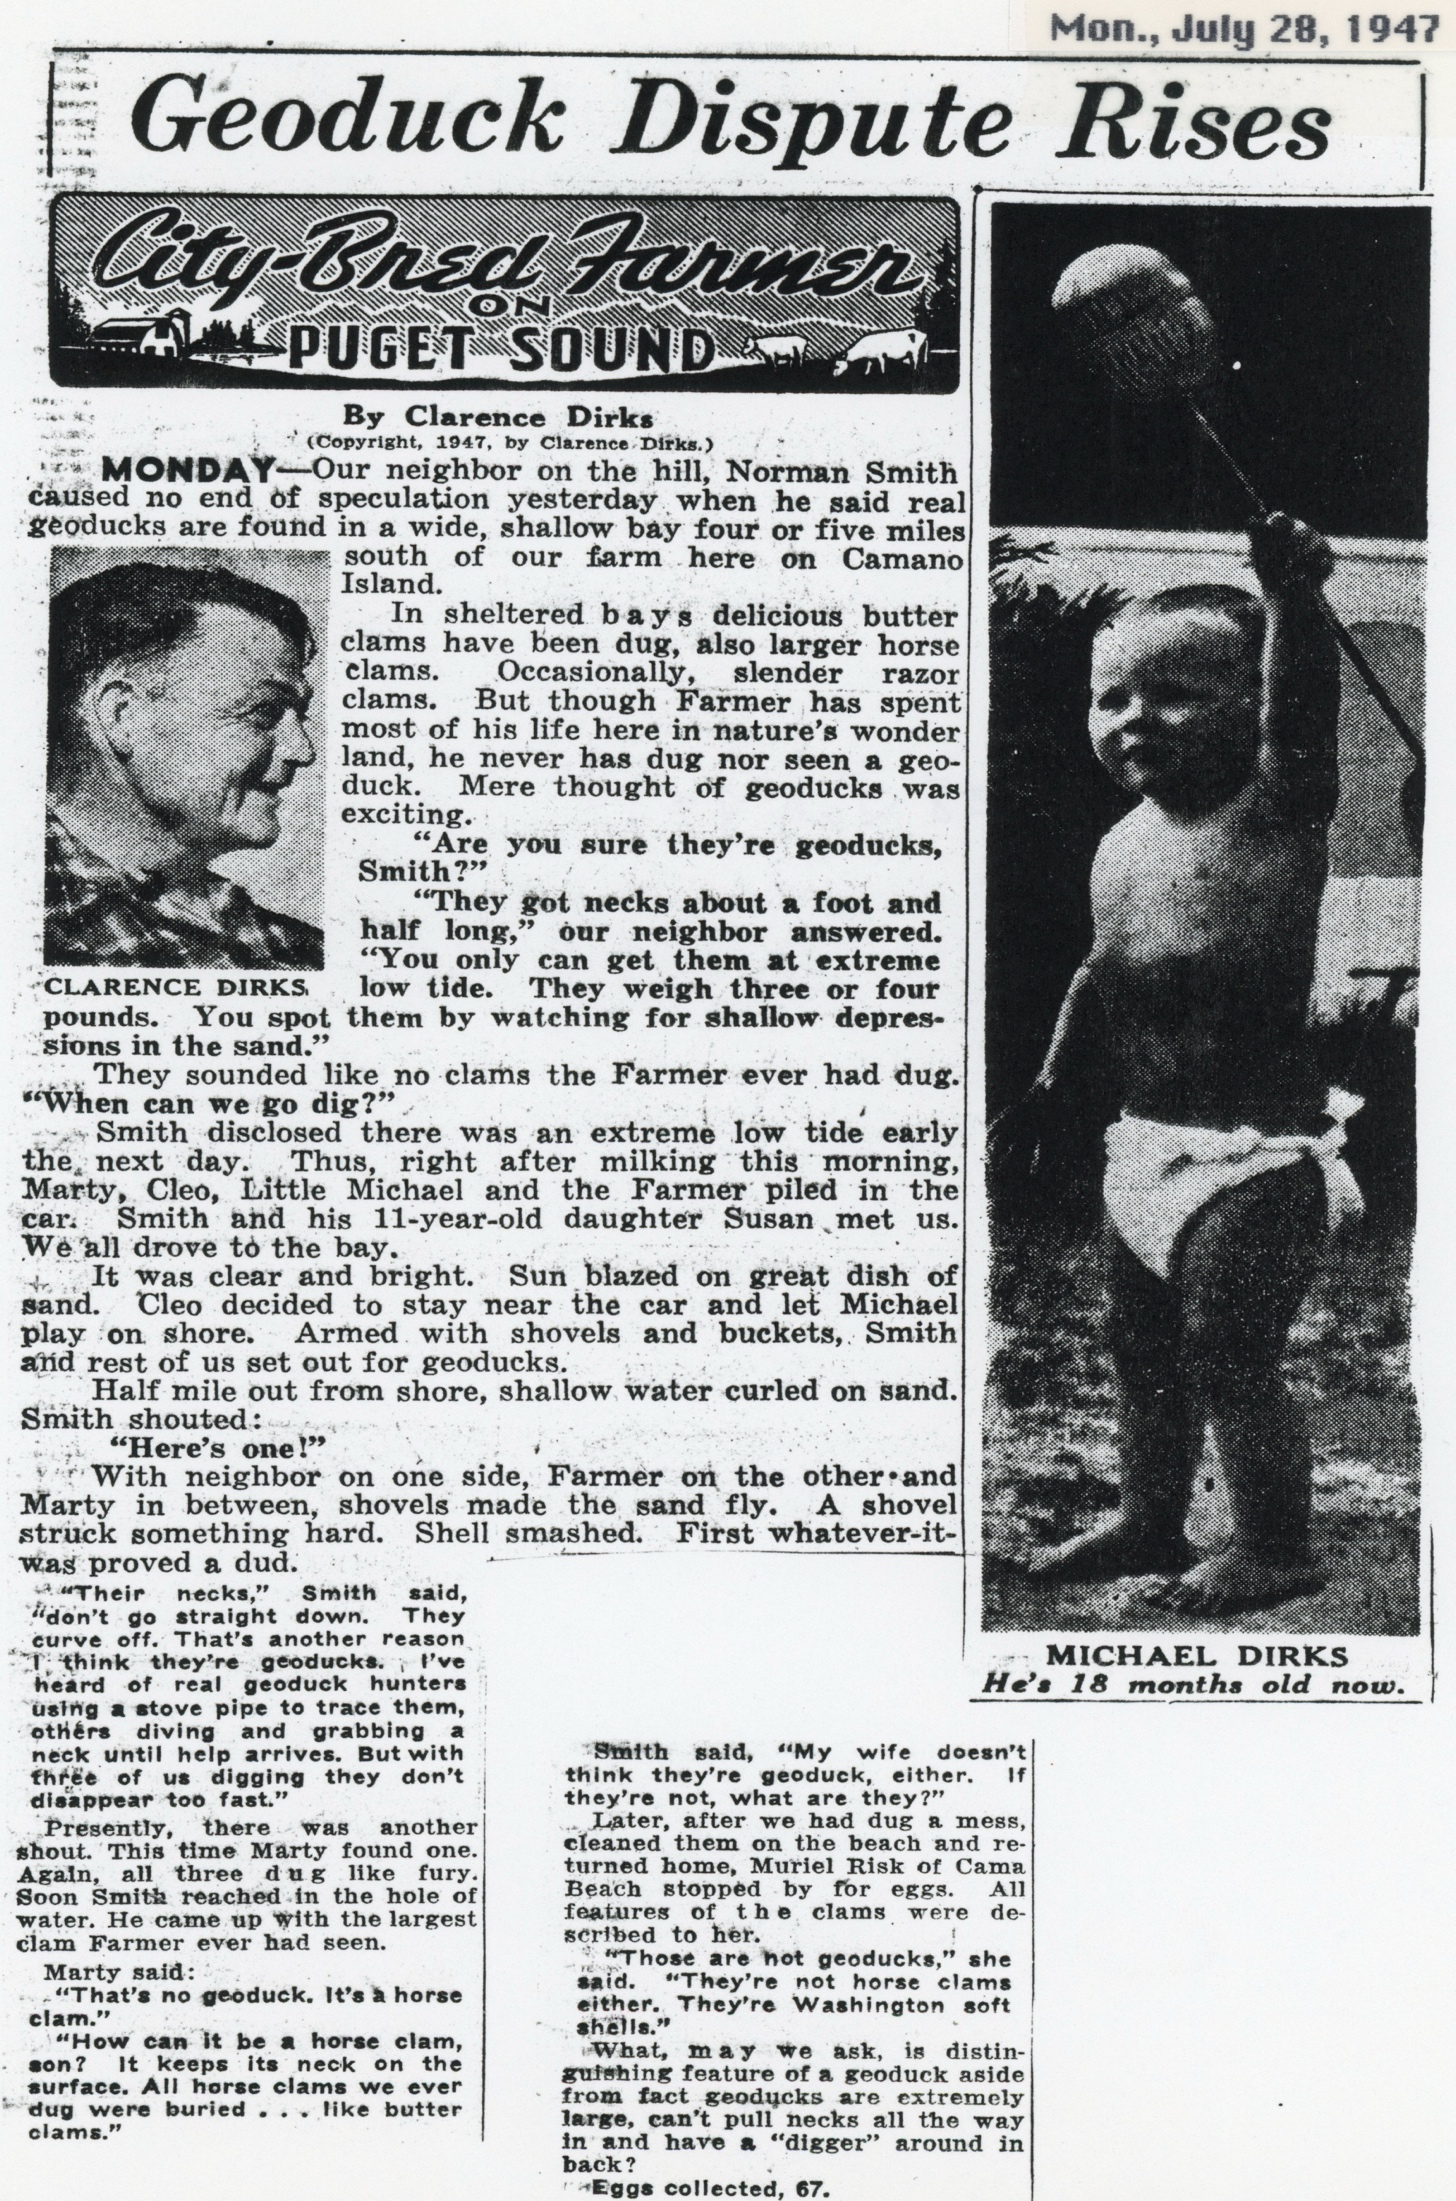 Mon., July 28, 1947
Geoduck Dispute Rises
City-Bred Farmer
ON
PUGET SOUND
By Clarence Dirks
(Copyright, 1947, by Clarence Dirks.)
MONDAY—Our neighbor on the hill, Norman Smith
caused no end of speculation yesterday when he said real
geoducks are found in a wide, shallow bay four or five miles
south of our farm here on Camano
Island.
In sheltered bays delicious butter
clams have been dug, also larger horse
clams. Occasionally, slender razor
clams. But though Farmer has spent
most of his life here in nature's wonder
land, he never has dug nor seen a geo-
duck. Mere thought of geoducks was
exciting.
"Are you sure they're geoducks,
Smith?"
"They got necks about a foot and
half long," our neighbor answered.
"You only can get them at extreme
CLARENCE DIRKS
low tide. They weigh three or four
pounds. You spot them by watching for shallow depres-
sions in the sand."
They sounded like no clams the Farmer ever had dug.
"When can we go dig?"
Smith disclosed there was an extreme low tide early
the next day. Thus, right after milking this morning,
Marty, Cleo, Little Michael and the Farmer piled in the
car. Smith and his 11-year-old daughter Susan met us.
We all drove to the bay.
It was clear and bright. Sun blazed on great dish of
sand. Cleo decided to stay near the car and let Michael
play on shore. Armed with shovels and buckets, Smith
and rest of us set out for geoducks.
Half mile out from shore, shallow water curled on sand.
Smith shouted:
"Here's one!"
With neighbor on one side, Farmer on the other and
Marty in between, shovels made the sand fly. A shovel
struck something hard. Shell smashed. First whatever-it-
was proved a dud.
"Their necks," Smith said,
"don't go straight down. They
curve off. That's another reason
I think they're geoducks. I've
heard of real geoduck hunters
using a stove pipe to trace them,
others diving and grabbing a
neck until help arrives. But with
three of us digging they don't
disappear too fast."
Presently, there was another
shout. This time Marty found one.
Again, all three dug like fury.
Soon Smith reached in the hole of
water. He came up with the largest
clam Farmer ever had seen.
Marty said:
"That's no geoduck. It's a horse
clam."
"How can it be a horse clam,
son? It keeps its neck on the
surface. All horse clams we ever
dug were buried . . . like butter
clams."
Smith said, "My wife doesn't
think they're geoduck, either. If
they're not, what are they?"
Later, after we had dug a mess,
cleaned them on the beach and re-
turned home, Muriel Risk of Cama
Beach stopped by for eggs. All
features of the clams were de-
scribed to her.
"Those are not geoducks," she
said. "They're not horse clams
either. They're Washington soft
shells."
What, may we ask, is distin-
guishing feature of a geoduck aside
from fact geoducks are extremely
large, can't pull necks all the way
in and have a "digger" around in
back?
Eggs collected, 67.
MICHAEL DIRKS
He's 18 months old now.